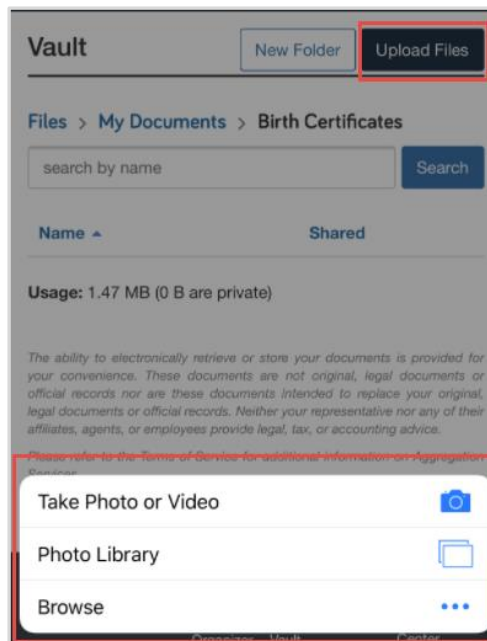 Vault
New Folder
Upload Files
Files > My Documents > Birth Certificates
search by name
Search
Name
Shared
Usage: 1.47 MB (0 B are private)
The ability to electronically retrieve or store your documents is provided for
your convenience. These documents are not original, legal documents or
official records nor are these documents intended to replace your original,
legal documents or official records. Neither your representative nor any of their
affiliates, agents, or employees provide legal, tax, or accounting advice.
Please refer to the Terms of Service for additional information on Aggregation
Services.
Take Photo or Video
Photo Library
Browse
Organizer Vault Center